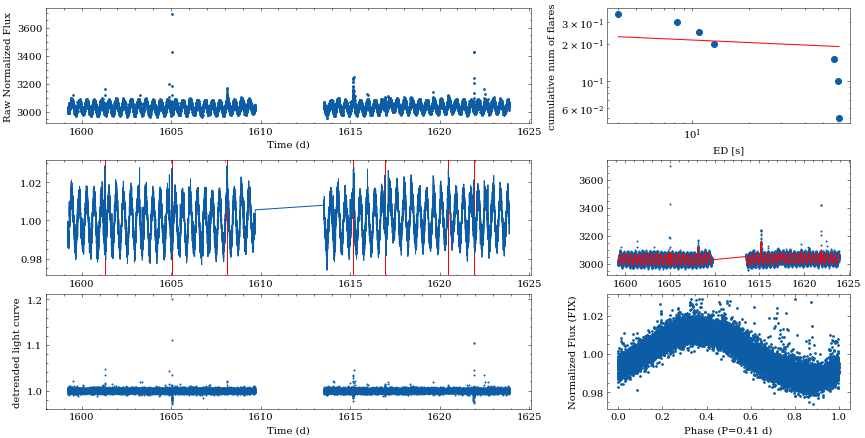 Raw Normalized Flux
3600
3400
3200
3000
1600 1605 1610 1615 1620 1625
Time (d)
cumulative num of flares
3 × 10⁻¹
2 × 10⁻¹
10⁻¹
6 × 10⁻²
10¹
ED [s]
1.02
1.00
0.98
1600 1605 1610 1615 1620 1625
3600
3400
3200
3000
1600 1605 1610 1615 1620 1625
detrended light curve
1.2
1.1
1.0
1600 1605 1610 1615 1620 1625
Time (d)
Normalized Flux (FIX)
1.02
1.00
0.98
0.0 0.2 0.4 0.6 0.8 1.0
Phase (P=0.41 d)